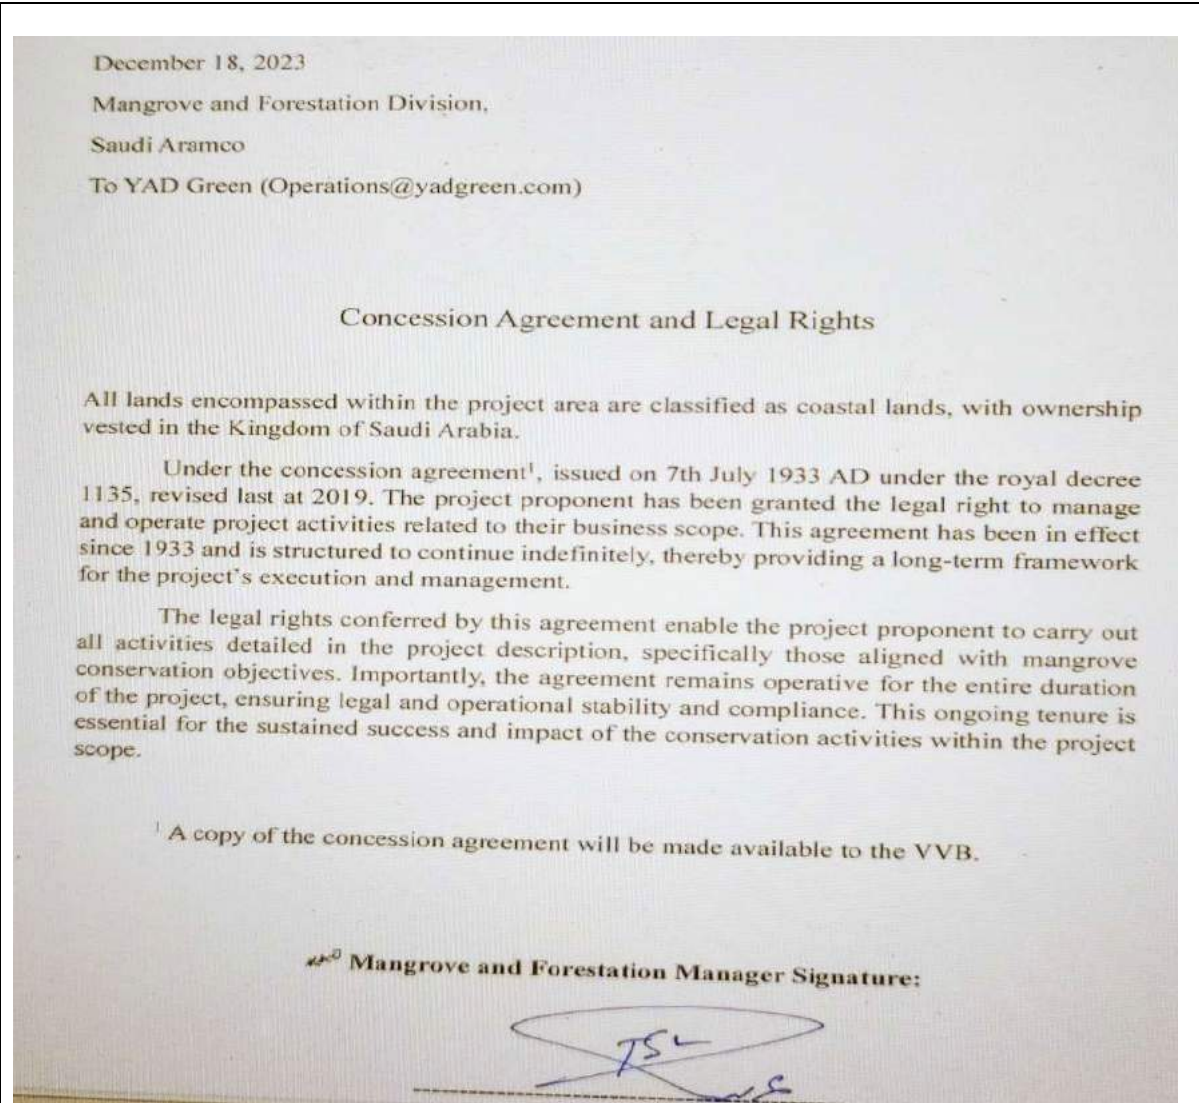 December 18, 2023
Mangrove and Forestation Division,
Saudi Aramco
To YAD Green (Operations@yadgreen.com)
Concession Agreement and Legal Rights
All lands encompassed within the project area are classified as coastal lands, with ownership
vested in the Kingdom of Saudi Arabia.
Under the concession agreement¹, issued on 7th July 1933 AD under the royal decree
1135, revised last at 2019. The project proponent has been granted the legal right to manage
and operate project activities related to their business scope. This agreement has been in effect
since 1933 and is structured to continue indefinitely, thereby providing a long-term framework
for the project's execution and management.
The legal rights conferred by this agreement enable the project proponent to carry out
all activities detailed in the project description, specifically those aligned with mangrove
conservation objectives. Importantly, the agreement remains operative for the entire duration
of the project, ensuring legal and operational stability and compliance. This ongoing tenure is
essential for the sustained success and impact of the conservation activities within the project
scope.
¹ A copy of the concession agreement will be made available to the VVB.
Mangrove and Forestation Manager Signature: